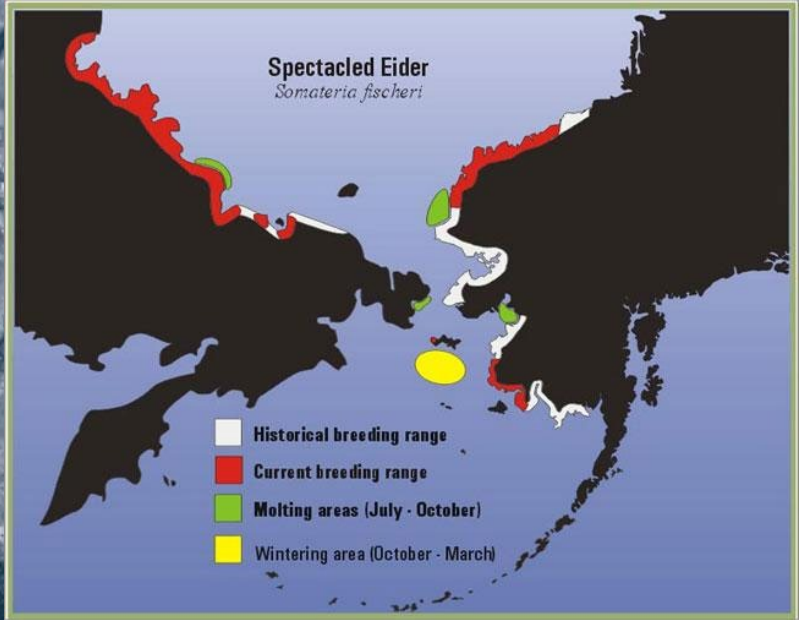 Spectacled Eider
Somateria fischeri
Historical breeding range
Current breeding range
Molting areas (July - October)
Wintering area (October - March)